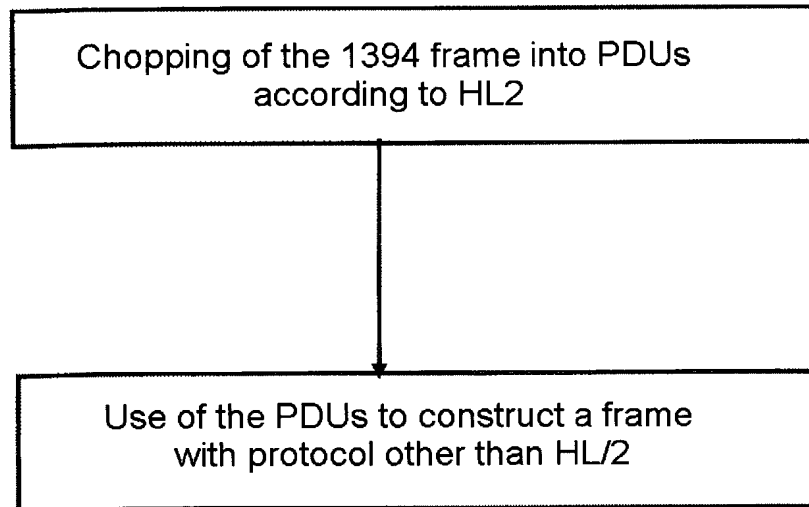 Chopping of the 1394 frame into PDUs
according to HL2
Use of the PDUs to construct a frame
with protocol other than HL/2